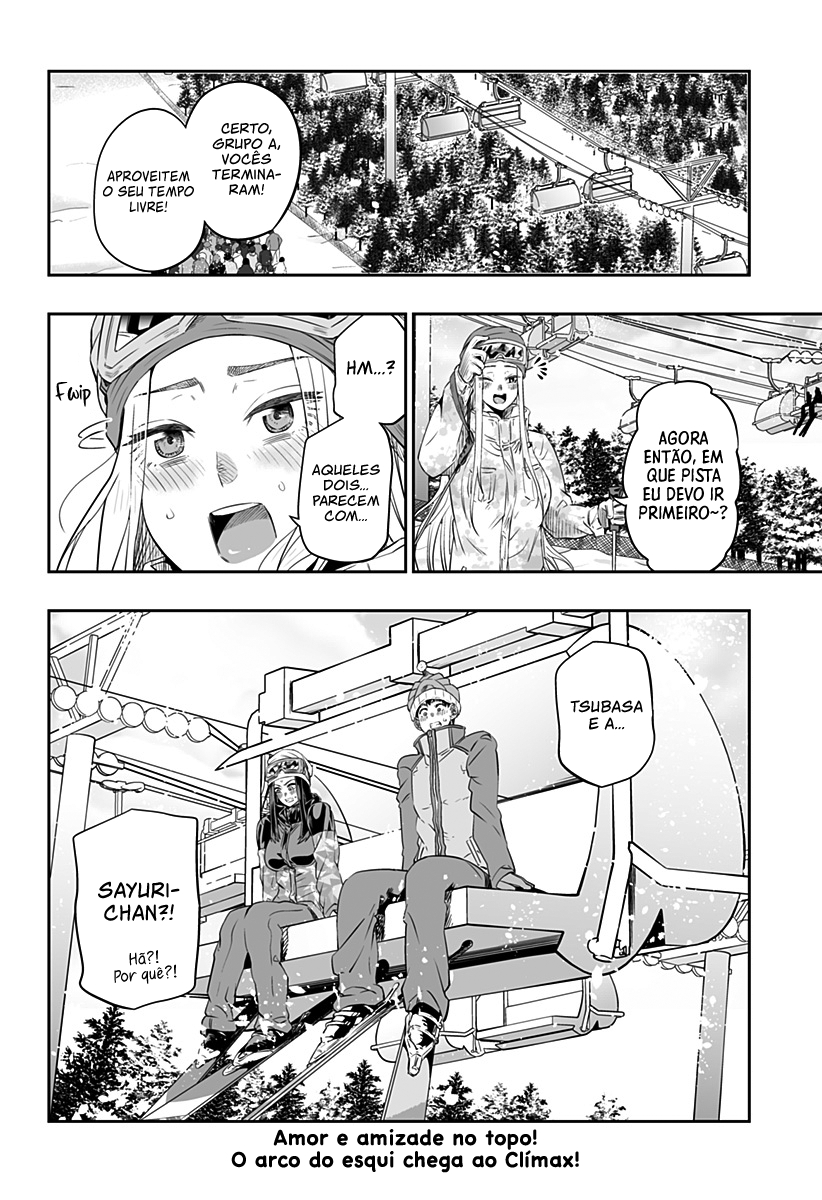 CERTO,
GRUPO A,
VOCÊS
TERMINA-
RAM!
APROVEITEM
O SEU TEMPO
LIVRE!
AGORA
ENTÃO, EM
QUE PISTA
EU DEVO IR
PRIMEIRO~?
HM...?
Fwip
AQUELES
DOIS...
PARECEM
COM...
TSUBASA
E A...
SAYURI-
CHAN?!
Hã?!
Por quê?!
Amor e amizade no topo!
O arco do esqui chega ao Clímax!